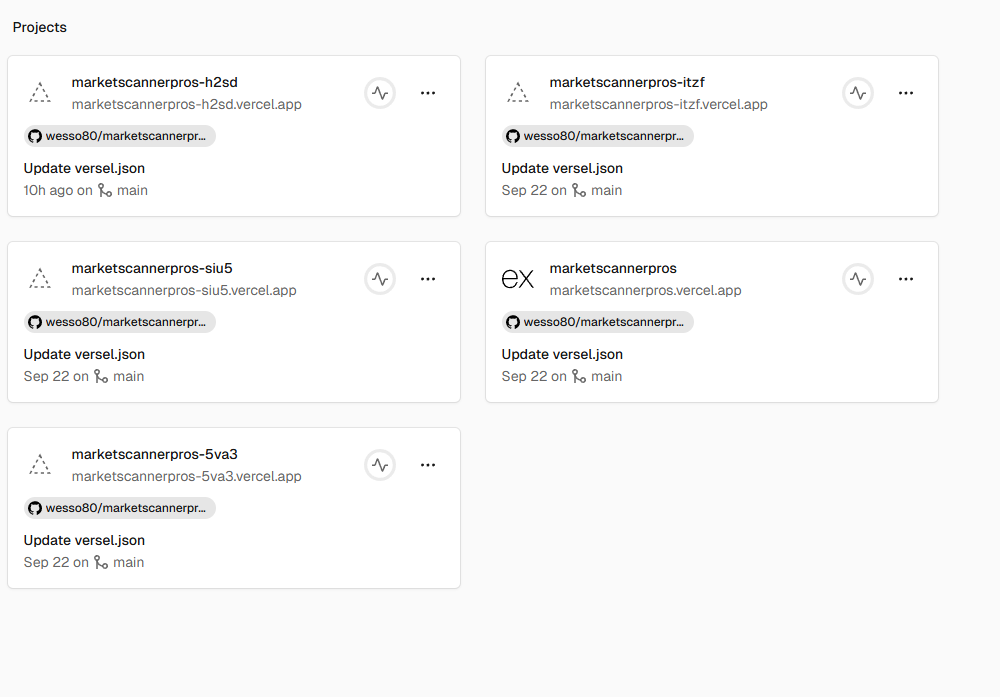 Projects
marketscannerpros-h2sd
marketscannerpros-h2sd.vercel.app
wesso80/marketscannerpr...
Update versel.json
10h ago on main
marketscannerpros-itzf
marketscannerpros-itzf.vercel.app
wesso80/marketscannerpr...
Update versel.json
Sep 22 on main
marketscannerpros-siu5
marketscannerpros-siu5.vercel.app
wesso80/marketscannerpr...
Update versel.json
Sep 22 on main
ex
marketscannerpros
marketscannerpros.vercel.app
wesso80/marketscannerpr...
Update versel.json
Sep 22 on main
marketscannerpros-5va3
marketscannerpros-5va3.vercel.app
wesso80/marketscannerpr...
Update versel.json
Sep 22 on main